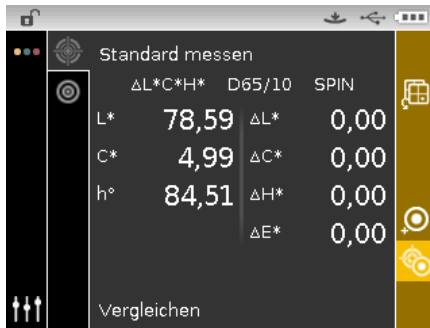 Standard messen
ΔL*C*H* D65/10 SPIN
L* 78,59 ΔL* 0,00
C* 4,99 ΔC* 0,00
h° 84,51 ΔH* 0,00
ΔE* 0,00
Vergleichen